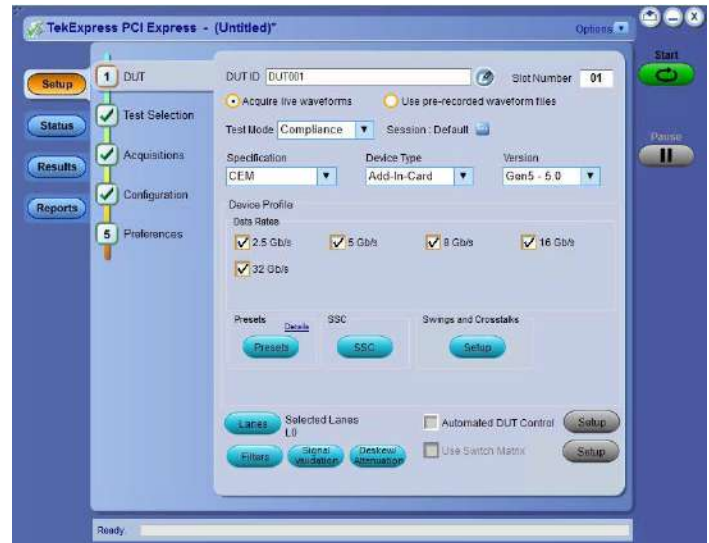 TekExpress PCI Express - (Untitled)*
Options
Start
Setup
1 DUT
DUT ID DUT001
Slot Number 01
Acquire live waveforms
Use pre-recorded waveform files
Status
Test Selection
Test Mode Compliance
Session : Default
Pause
Results
Acquisitions
Specification
Device Type
Version
CEM
Add-In-Card
Gen5 - 5.0
Reports
Configuration
Device Profile
Data Rates
5 Preferences
2.5 Gb/s
5 Gb/s
8 Gb/s
16 Gb/s
32 Gb/s
Presets
Details
SSC
Swings and Crosstalks
Presets
SSC
Setup
Lanes
Selected Lanes
L0
Automated DUT Control
Setup
Filters
Signal Validation
Deskew/ Attenuation
Use Switch Matrix
Setup
Ready